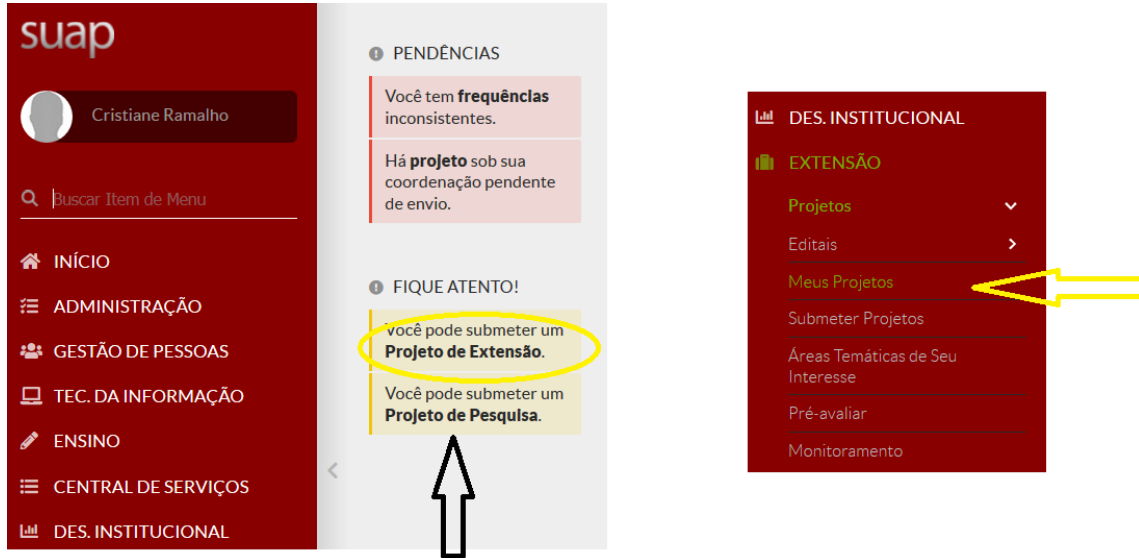 suap
Cristiane Ramalho
Buscar Item de Menu
INÍCIO
ADMINISTRAÇÃO
GESTÃO DE PESSOAS
TEC. DA INFORMAÇÃO
ENSINO
CENTRAL DE SERVIÇOS
DES. INSTITUCIONAL
PENDÊNCIAS
Você tem frequências
inconsistentes.
Há projeto sob sua
coordenação pendente
de envio.
FIQUE ATENTO!
Você pode submeter um
Projeto de Extensão.
Você pode submeter um
Projeto de Pesquisa.
DES. INSTITUCIONAL
EXTENSÃO
Projetos
Editais
Meus Projetos
Submeter Projetos
Áreas Temáticas de Seu
Interesse
Pré-avaliar
Monitoramento